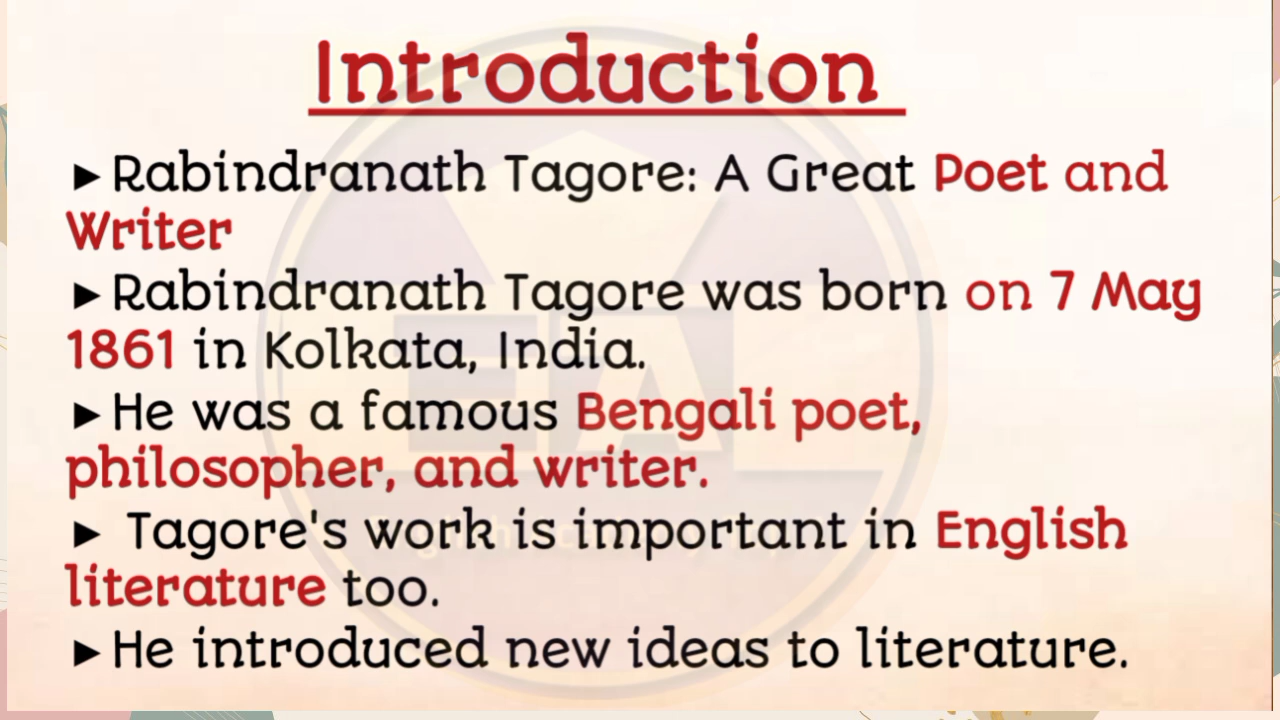 Introduction
►Rabindranath Tagore: A Great Poet and
Writer
►Rabindranath Tagore was born on 7 May
1861 in Kolkata, India.
►He was a famous Bengali poet,
philosopher, and writer.
► Tagore's work is important in English
literature too.
►He introduced new ideas to literature.